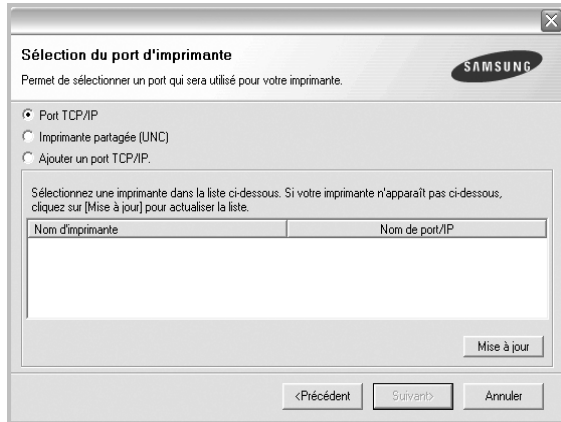 Sélection du port d'imprimante
Permet de sélectionner un port qui sera utilisé pour votre imprimante.
SAMSUNG
Port TCP/IP
Imprimante partagée (UNC)
Ajouter un port TCP/IP.
Sélectionnez une imprimante dans la liste ci-dessous. Si votre imprimante n'apparaît pas ci-dessous,
cliquez sur [Mise à jour] pour actualiser la liste.
Nom d'imprimante Nom de port/IP
Mise à jour
<Précédent Suivant> Annuler